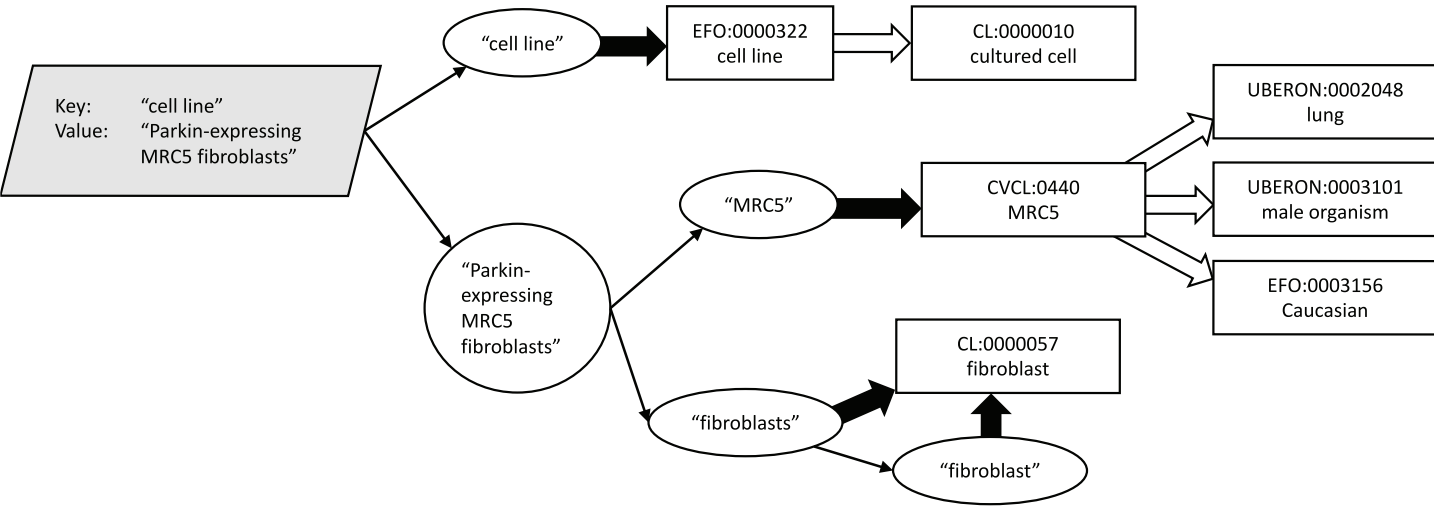 “cell line”
EFO:0000322
cell line
CL:0000010
cultured cell
Key: “cell line”
Value: “Parkin-expressing
MRC5 fibroblasts”
UBERON:0002048
lung
“MRC5”
CVCL:0440
MRC5
UBERON:0003101
male organism
“Parkin-
expressing
MRC5
fibroblasts”
EFO:0003156
Caucasian
CL:0000057
fibroblast
“fibroblasts”
“fibroblast”